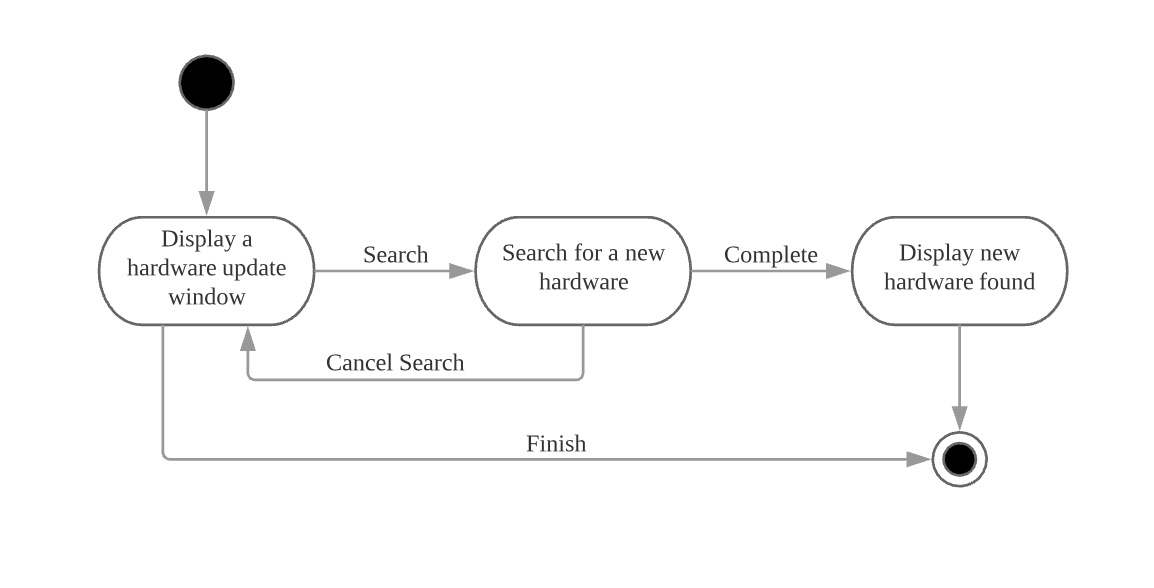 Display a
hardware update
window
Search
Search for a new
hardware
Complete
Display new
hardware found
Cancel Search
Finish